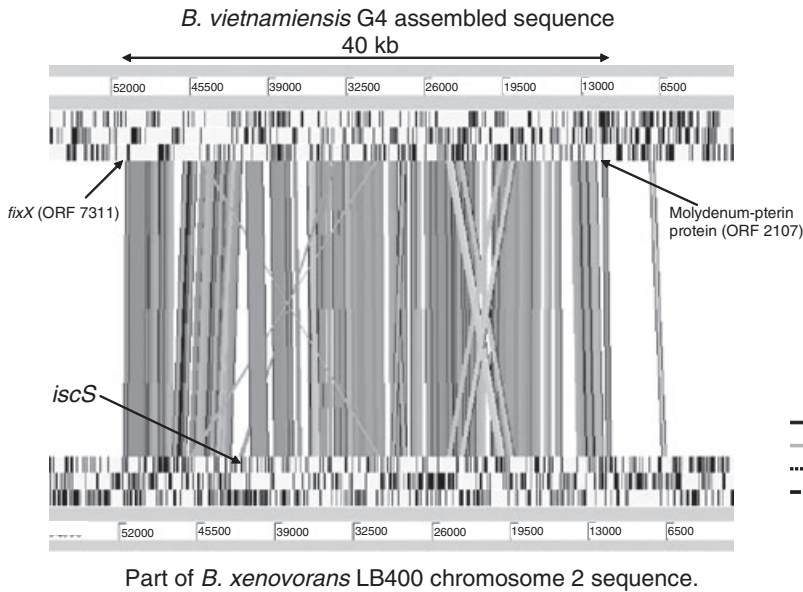 B. vietnamiensis G4 assembled sequence
40 kb
52000 45500 39000 32500 26000 19500 13000 6500
fixX (ORF 7311)
Molydenum-pterin
protein (ORF 2107)
iscS
52000 45500 39000 32500 26000 19500 13000 6500
Part of B. xenovorans LB400 chromosome 2 sequence.